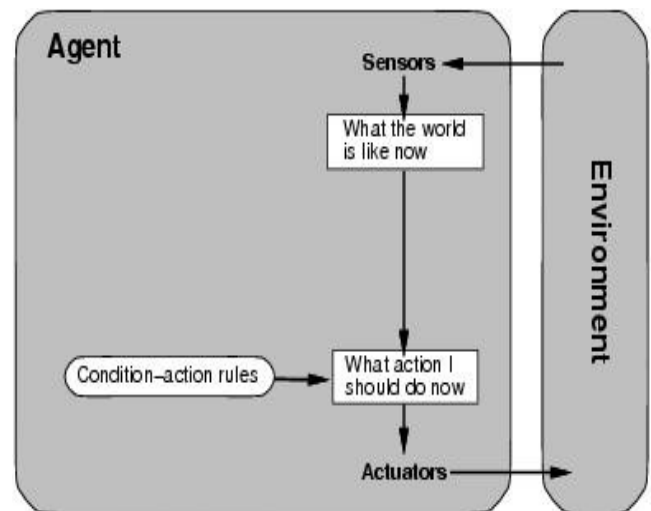 Agent
Sensors
What the world
is like now
Environment
Condition–action rules
What action I
should do now
Actuators